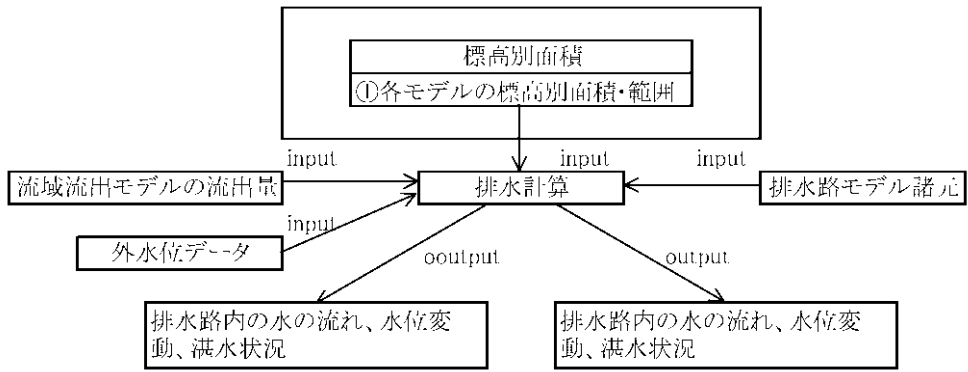 標高別面積
①各モデルの標高別面積・範囲
input
input
input
流域流出モデルの流出量
排水計算
排水路モデル諸元
input
外水位データ
ooutput
output
排水路内の水の流れ、水位変
動、湛水状況
排水路内の水の流れ、水位変
動、湛水状況